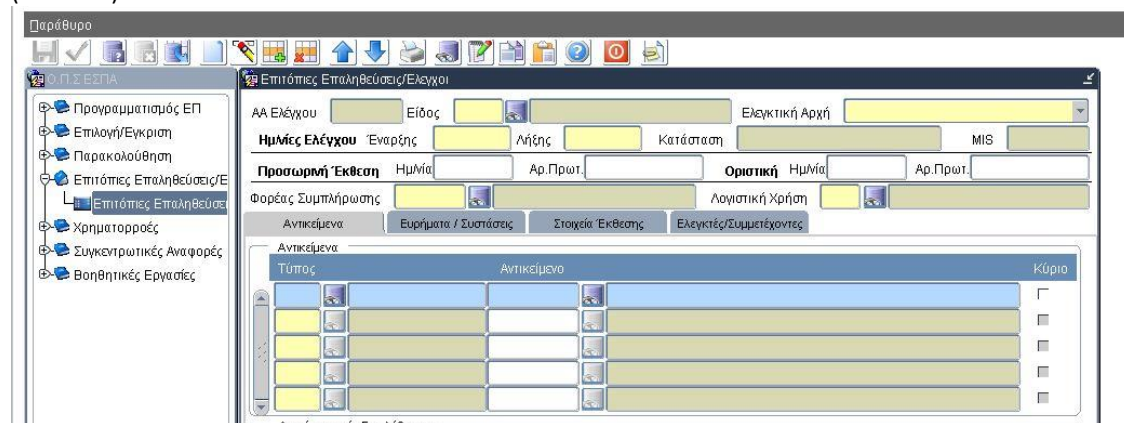 Παράθυρο
Ο.Π.Σ ΕΣΠΑ
Προγραμματισμός ΕΠ
Επιλογή/Έγκριση
Παρακολούθηση
Επιτόπιες Επαληθεύσεις/Ε
Επιτόπιες Επαληθεύσει
Χρηματορροές
Συγκεντρωτικές Αναφορές
Βοηθητικές Εργασίες
Επιτόπιες Επαληθεύσεις/Ελεγχοι
ΑΑ Ελέγχου Είδος Ελεγκτική Αρχή
Ημ/νίες Ελέγχου Έναρξης Λήξης Κατάσταση MIS
Προσωρινή Έκθεση Ημ/νία Αρ.Πρωτ. Οριστική Ημ/νία Αρ.Πρωτ.
Φορέας Συμπλήρωσης Λογιστική Χρήση
Αντικείμενα Ευρήματα / Συστάσεις Στοιχεία Έκθεσης Ελεγκτές/Συμμετέχοντες
Αντικείμενα
Τύπος Αντικείμενο Κύριο